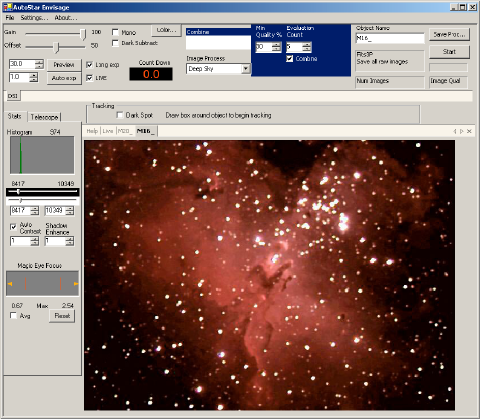 AutoStar Envisage
File Settings... About...
Gain 100
Offset 50
Mono
Dark Subtract
Color...
Combine
Min Quality %
Evaluation Count
Object Name
M16_
Save Proc...
30.0
Preview
Long exp
Count Down
80
5
Combine
Fits3P
Save all raw images
Start
1.0
Auto exp
LIVE
0.0
Image Process
Deep Sky
Num Images
Image Qual
DSI
Tracking
Dark Spot
Draw box around object to begin tracking
Stats Telescope
Help Live M20_ M16_
Histogram 974
8417 10349
8417 10349
Auto Contrast
Shadow Enhance
1 1
Magic Eye Focus
0.67 Max 2.54
Avg
Reset